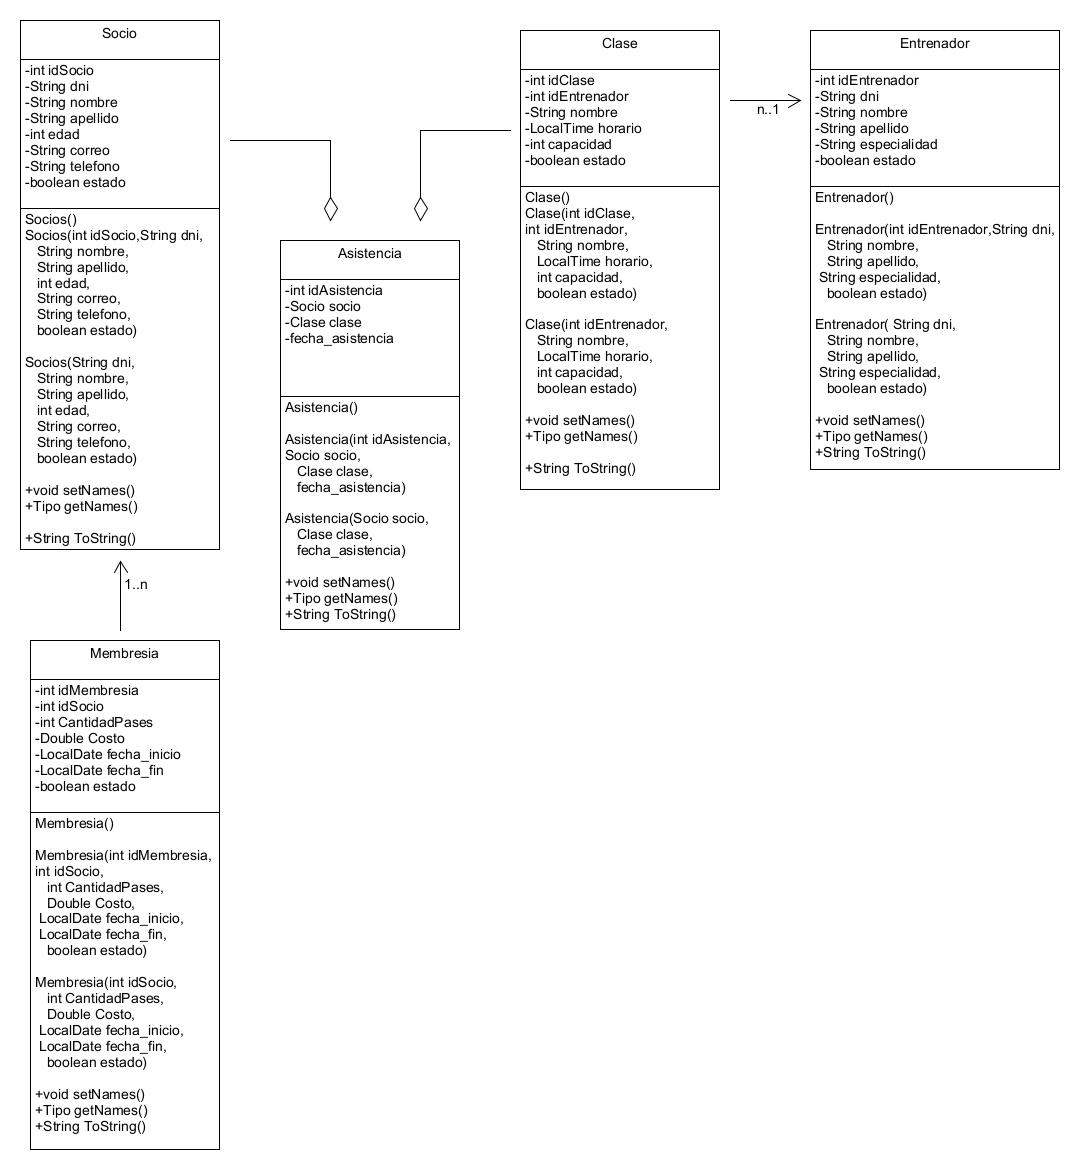 Socio
-int idSocio
-String dni
-String nombre
-String apellido
-int edad
-String correo
-String telefono
-boolean estado
Socios()
Socios(int idSocio,String dni,
String nombre,
String apellido,
int edad,
String correo,
String telefono,
boolean estado)
Socios(String dni,
String nombre,
String apellido,
int edad,
String correo,
String telefono,
boolean estado)
+void setNames()
+Tipo getNames()
+String ToString()
1..n
Membresia
-int idMembresia
-int idSocio
-int CantidadPases
-Double Costo
-LocalDate fecha_inicio
-LocalDate fecha_fin
-boolean estado
Membresia()
Membresia(int idMembresia,
int idSocio,
int CantidadPases,
Double Costo,
LocalDate fecha_inicio,
LocalDate fecha_fin,
boolean estado)
Membresia(int idSocio,
int CantidadPases,
Double Costo,
LocalDate fecha_inicio,
LocalDate fecha_fin,
boolean estado)
+void setNames()
+Tipo getNames()
+String ToString()
Asistencia
-int idAsistencia
-Socio socio
-Clase clase
-fecha_asistencia
Asistencia()
Asistencia(int idAsistencia,
Socio socio,
Clase clase,
fecha_asistencia)
Asistencia(Socio socio,
Clase clase,
fecha_asistencia)
+void setNames()
+Tipo getNames()
+String ToString()
Clase
-int idClase
-int idEntrenador
-String nombre
-LocalTime horario
-int capacidad
-boolean estado
Clase()
Clase(int idClase,
int idEntrenador,
String nombre,
LocalTime horario,
int capacidad,
boolean estado)
Clase(int idEntrenador,
String nombre,
LocalTime horario,
int capacidad,
boolean estado)
+void setNames()
+Tipo getNames()
+String ToString()
n..1
Entrenador
-int idEntrenador
-String dni
-String nombre
-String apellido
-String especialidad
-boolean estado
Entrenador()
Entrenador(int idEntrenador,String dni,
String nombre,
String apellido,
String especialidad,
boolean estado)
Entrenador( String dni,
String nombre,
String apellido,
String especialidad,
boolean estado)
+void setNames()
+Tipo getNames()
+String ToString()